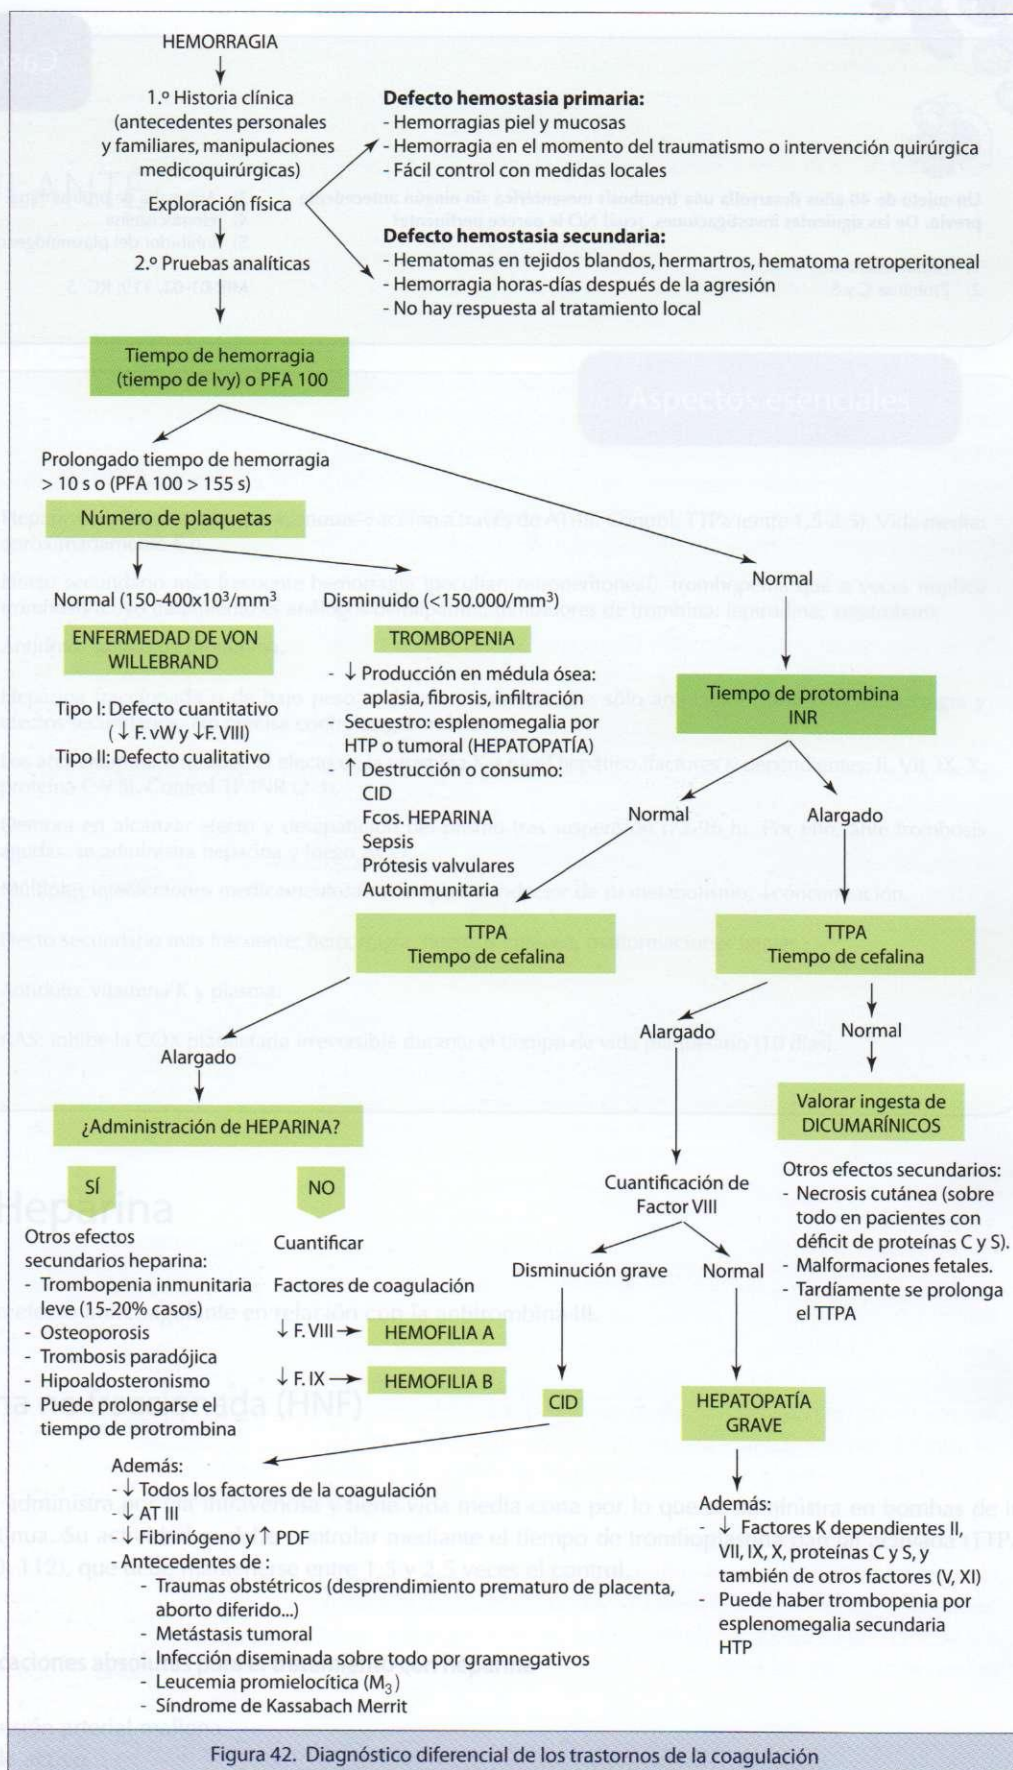 HEMORRAGIA
1.º Historia clínica
(antecedentes personales
y familiares, manipulaciones
medicoquirúrgicas)
Exploración física
2.º Pruebas analíticas
Defecto hemostasia primaria:
- Hemorragias piel y mucosas
- Hemorragia en el momento del traumatismo o intervención quirúrgica
- Fácil control con medidas locales
Defecto hemostasia secundaria:
- Hematomas en tejidos blandos, hermartros, hematoma retroperitoneal
- Hemorragia horas-días después de la agresión
- No hay respuesta al tratamiento local
Tiempo de hemorragia
(tiempo de Ivy) o PFA 100
Prolongado tiempo de hemorragia
> 10 s o (PFA 100 > 155 s)
Número de plaquetas
Normal (150-400x10³/mm³
Disminuido (<150.000/mm³)
Normal
ENFERMEDAD DE VON
WILLEBRAND
Tipo I: Defecto cuantitativo
(↓ F. vW y ↓F. VIII)
Tipo II: Defecto cualitativo
TROMBOPENIA
- ↓ Producción en médula ósea:
aplasia, fibrosis, infiltración
- Secuestro: esplenomegalia por
HTP o tumoral (HEPATOPATÍA)
- ↑ Destrucción o consumo:
CID
Fcos. HEPARINA
Sepsis
Prótesis valvulares
Autoinmunitaria
Tiempo de protombina
INR
Normal
Alargado
TTPA
Tiempo de cefalina
TTPA
Tiempo de cefalina
Alargado
Alargado
Normal
¿Administración de HEPARINA?
SÍ
NO
Otros efectos
secundarios heparina:
- Trombopenia inmunitaria
leve (15-20% casos)
- Osteoporosis
- Trombosis paradójica
- Hipoaldosteronismo
- Puede prolongarse el
tiempo de protrombina
Cuantificar
Factores de coagulación
↓ F. VIII → HEMOFILIA A
↓ F. IX → HEMOFILIA B
Cuantificación de
Factor VIII
Disminución grave
Normal
CID
HEPATOPATÍA
GRAVE
Valorar ingesta de
DICUMARÍNICOS
Otros efectos secundarios:
- Necrosis cutánea (sobre
todo en pacientes con
déficit de proteínas C y S).
- Malformaciones fetales.
- Tardíamente se prolonga
el TTPA
Además:
- ↓ Todos los factores de la coagulación
- ↓ AT III
- ↓ Fibrinógeno y ↑ PDF
- Antecedentes de :
- Traumas obstétricos (desprendimiento prematuro de placenta,
aborto diferido...)
- Metástasis tumoral
- Infección diseminada sobre todo por gramnegativos
- Leucemia promielocítica (M₃)
- Síndrome de Kassabach Merrit
Además:
- ↓ Factores K dependientes II,
VII, IX, X, proteínas C y S, y
también de otros factores (V, XI)
- Puede haber trombopenia por
esplenomegalia secundaria
HTP
Figura 42. Diagnóstico diferencial de los trastornos de la coagulación